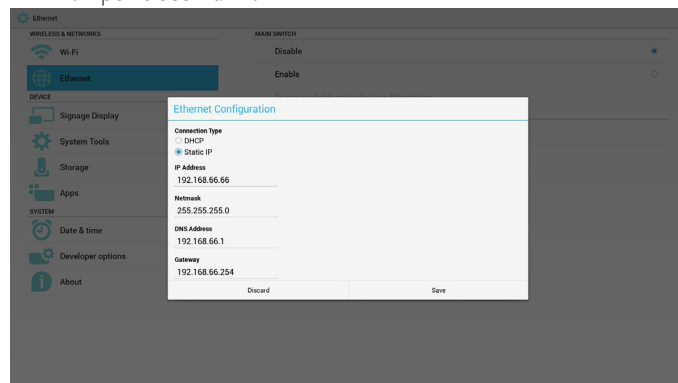 Ethernet
WIRELESS & NETWORKS
Wi-Fi
Ethernet
DEVICE
Signage Display
System Tools
Storage
Apps
SYSTEM
Date & time
Developer options
About
MAIN SWITCH
Disable
Enable
Ethernet Configuration
Connection Type
DHCP
Static IP
IP Address
192.168.66.66
Netmask
255.255.255.0
DNS Address
192.168.66.1
Gateway
192.168.66.254
Discard
Save